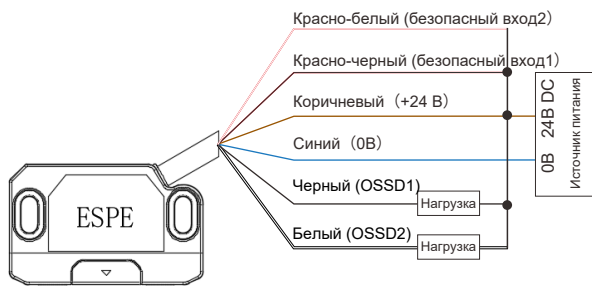 Красно-белый (безопасный вход2)
Красно-черный (безопасный вход1)
Коричневый (+24 В)
Синий (0В)
Черный (OSSD1)
Нагрузка
Белый (OSSD2)
Нагрузка
ESPE
0В 24В DC
Источник питания